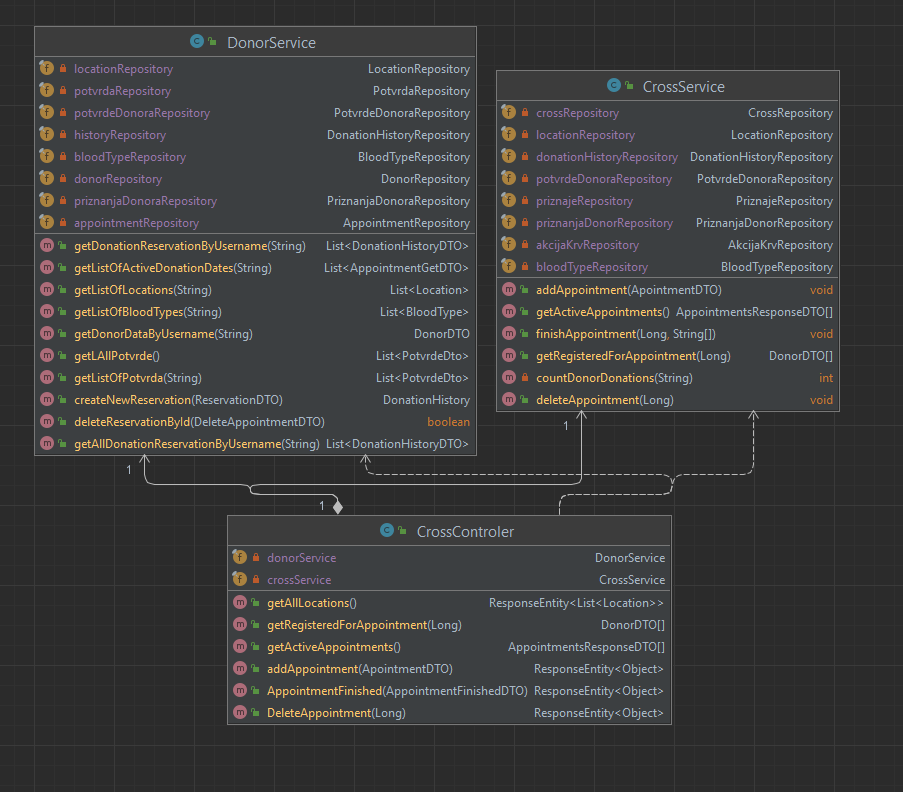 DonorService
locationRepository LocationRepository
potvrdaRepository PotvrdaRepository
potvrdeDonoraRepository PotvrdeDonoraRepository
historyRepository DonationHistoryRepository
bloodTypeRepository BloodTypeRepository
donorRepository DonorRepository
priznanjaDonoraRepository PriznanjaDonoraRepository
appointmentRepository AppointmentRepository
getDonationReservationByUsername(String) List<DonationHistoryDTO>
getListOfActiveDonationDates(String) List<AppointmentGetDTO>
getListOfLocations(String) List<Location>
getListOfBloodTypes(String) List<BloodType>
getDonorDataByUsername(String) DonorDTO
getLAllPotvrde() List<PotvrdeDto>
getListOfPotvrda(String) List<PotvrdeDto>
createNewReservation(ReservationDTO) DonationHistory
deleteReservationById(DeleteAppointmentDTO) boolean
getAllDonationReservationByUsername(String) List<DonationHistoryDTO>
CrossService
crossRepository CrossRepository
locationRepository LocationRepository
donationHistoryRepository DonationHistoryRepository
potvrdeDonoraRepository PotvrdeDonoraRepository
priznajeRepository PriznajeRepository
priznanjaDonorRepository PriznanjaDonorRepository
akcijaKrvRepository AkcijaKrvRepository
bloodTypeRepository BloodTypeRepository
addAppointment(ApointmentDTO) void
getActiveAppointments() AppointmentsResponseDTO[]
finishAppointment(Long, String[]) void
getRegisteredForAppointment(Long) DonorDTO[]
countDonorDonations(String) int
deleteAppointment(Long) void
1
1
1
CrossControler
donorService DonorService
crossService CrossService
getAllLocations() ResponseEntity<List<Location>>
getRegisteredForAppointment(Long) DonorDTO[]
getActiveAppointments() AppointmentsResponseDTO[]
addAppointment(ApointmentDTO) ResponseEntity<Object>
AppointmentFinished(AppointmentFinishedDTO) ResponseEntity<Object>
DeleteAppointment(Long) ResponseEntity<Object>